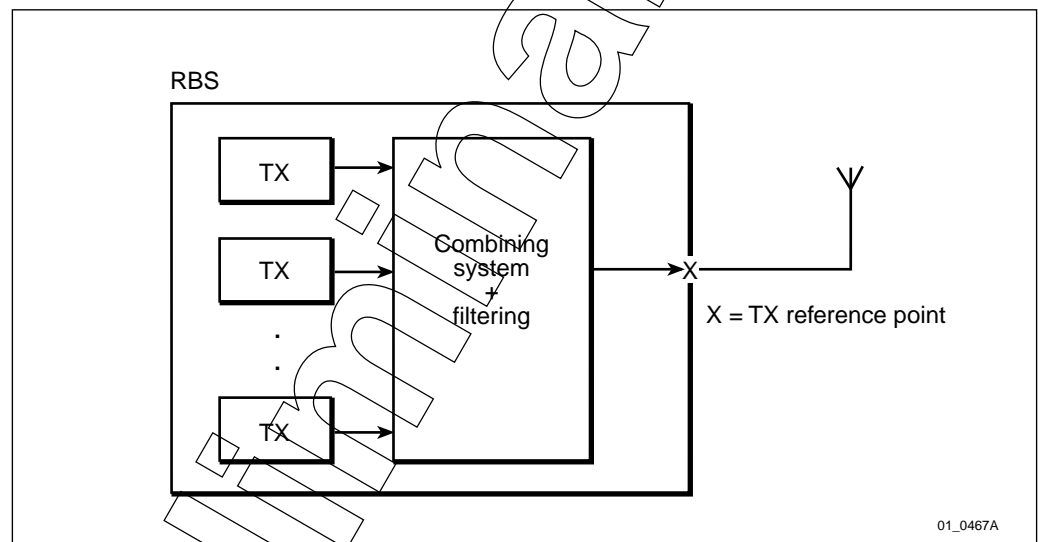 RBS
TX
TX
.
.
TX
Combining
system
+
filtering
X
X = TX reference point
01_0467A